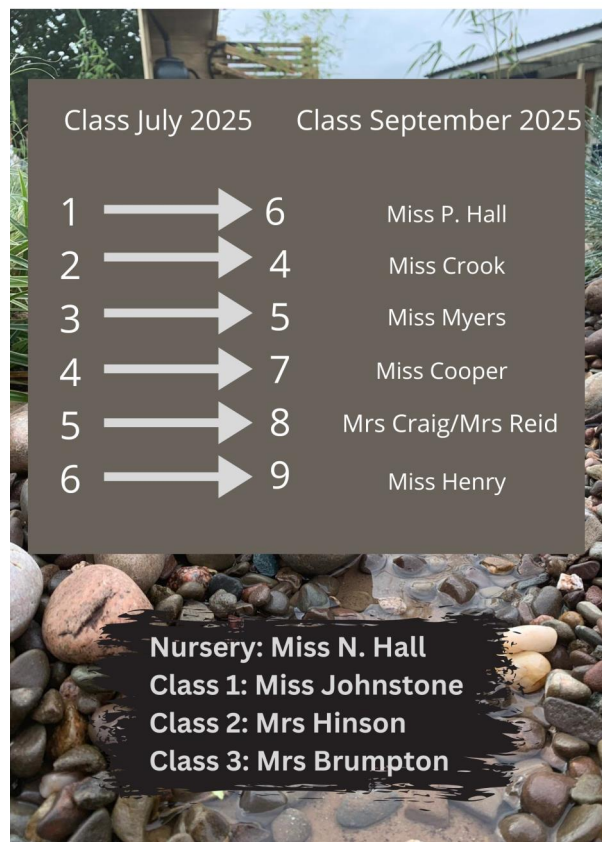 Class July 2025 Class September 2025
1 6 Miss P. Hall
2 4 Miss Crook
3 5 Miss Myers
4 7 Miss Cooper
5 8 Mrs Craig/Mrs Reid
6 9 Miss Henry
Nursery: Miss N. Hall
Class 1: Miss Johnstone
Class 2: Mrs Hinson
Class 3: Mrs Brumpton